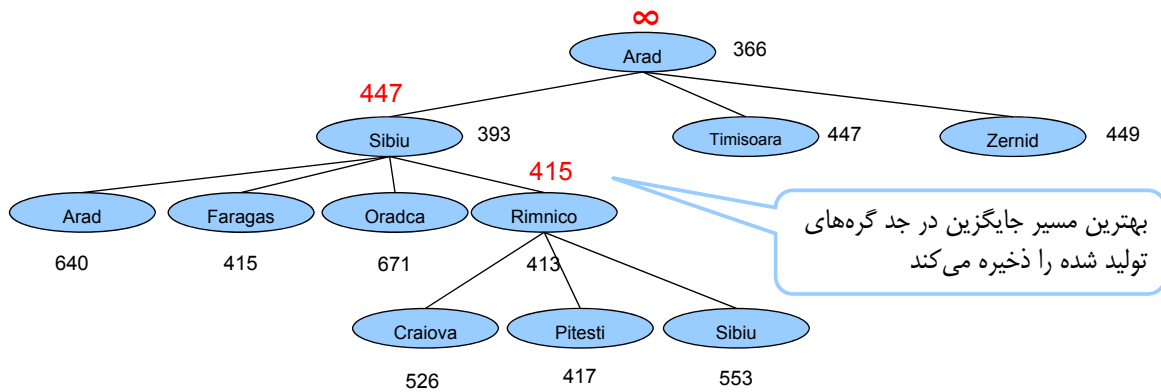 ∞
Arad 366
447
Sibiu 393
Timisoara 447
Zernid 449
415
Arad
Faragas
Oradca
Rimnico
640
415
671
413
بهترین مسیر جایگزین در جد گره‌های
تولید شده را ذخیره می‌کند
Craiova
Pitesti
Sibiu
526
417
553